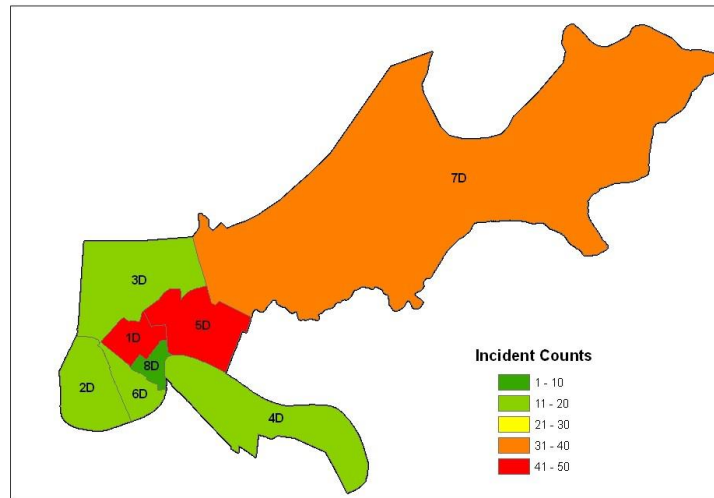 7D
3D
5D
1D
8D
2D
6D
4D
Incident Counts
1 - 10
11 - 20
21 - 30
31 - 40
41 - 50